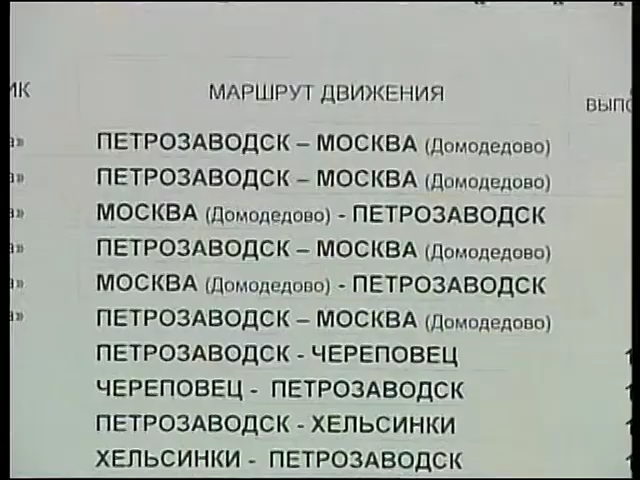 МАРШРУТ ДВИЖЕНИЯ
ПЕТРОЗАВОДСК – МОСКВА (Домодедово)
ПЕТРОЗАВОДСК – МОСКВА (Домодедово)
МОСКВА (Домодедово) - ПЕТРОЗАВОДСК
ПЕТРОЗАВОДСК – МОСКВА (Домодедово)
МОСКВА (Домодедово) - ПЕТРОЗАВОДСК
ПЕТРОЗАВОДСК – МОСКВА (Домодедово)
ПЕТРОЗАВОДСК - ЧЕРЕПОВЕЦ
ЧЕРЕПОВЕЦ - ПЕТРОЗАВОДСК
ПЕТРОЗАВОДСК - ХЕЛЬСИНКИ
ХЕЛЬСИНКИ - ПЕТРОЗАВОДСК